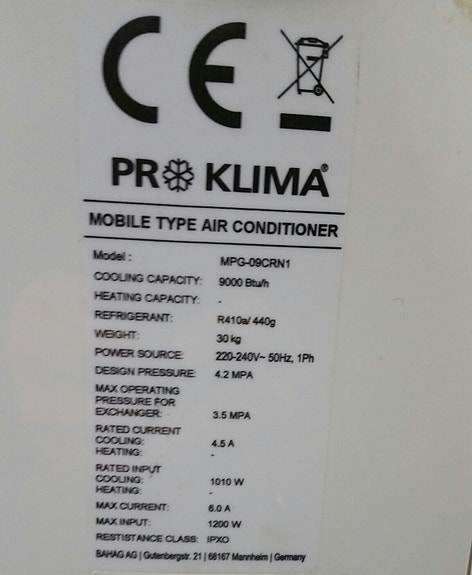 CE
PRO KLIMA®
MOBILE TYPE AIR CONDITIONER
Model : MPG-09CRN1
COOLING CAPACITY: 9000 Btu/h
HEATING CAPACITY: -
REFRIGERANT: R410a/ 440g
WEIGHT: 30 kg
POWER SOURCE: 220-240V~ 50Hz, 1Ph
DESIGN PRESSURE: 4.2 MPA
MAX OPERATING
PRESSURE FOR
EXCHANGER: 3.5 MPA
RATED CURRENT
COOLING: 4.5 A
HEATING: -
RATED INPUT
COOLING: 1010 W
HEATING: -
MAX CURRENT: 6.0 A
MAX INPUT: 1200 W
RESTISTANCE CLASS: IPXO
BAHAG AG | Gutenbergstr. 21 | 68167 Mannheim | Germany